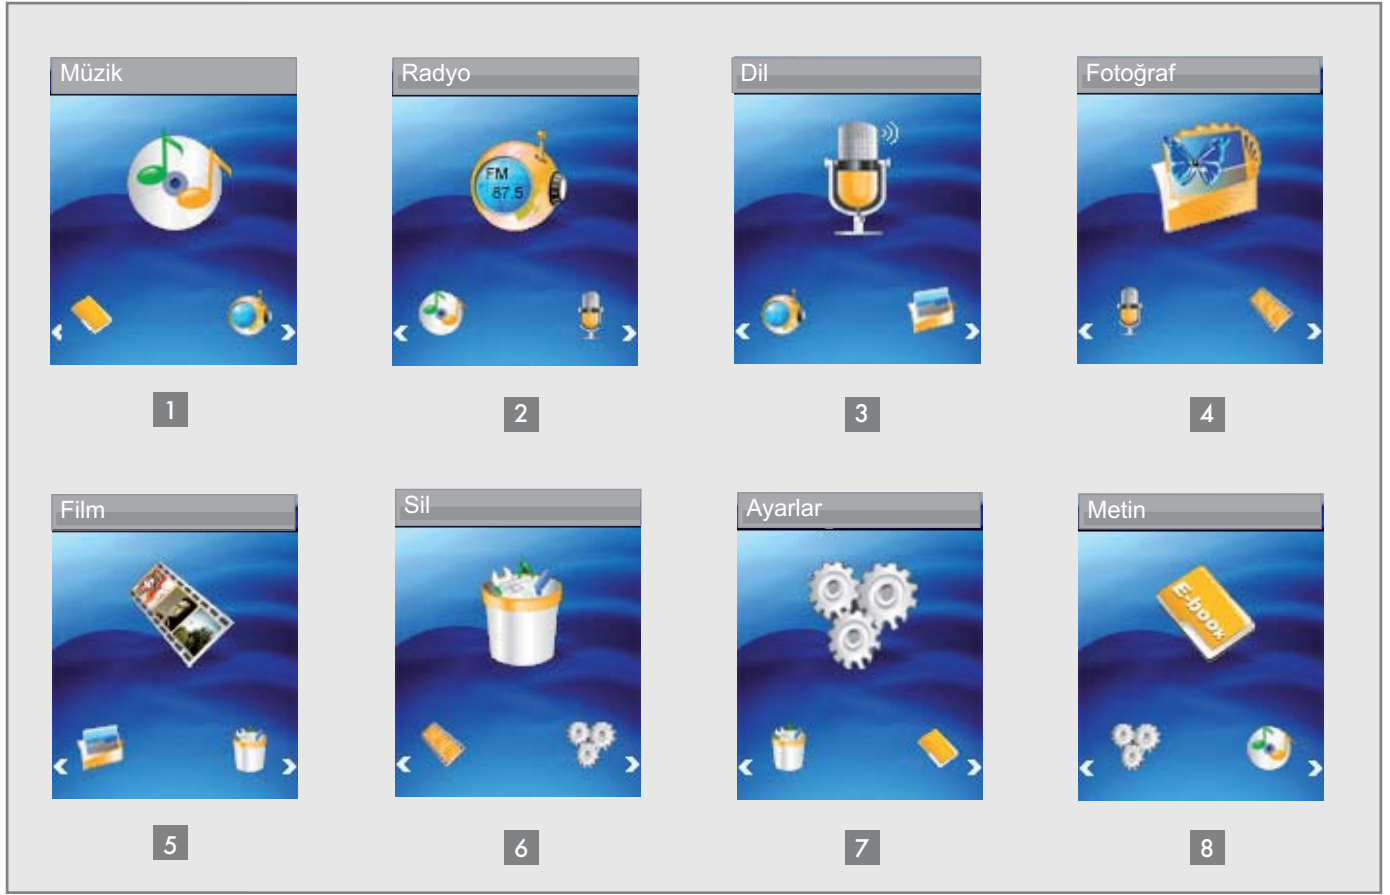 Müzik
Radyo
Dil
Fotoğraf
FM
87.5
1
2
3
4
Film
Sil
Ayarlar
Metin
E-book
5
6
7
8